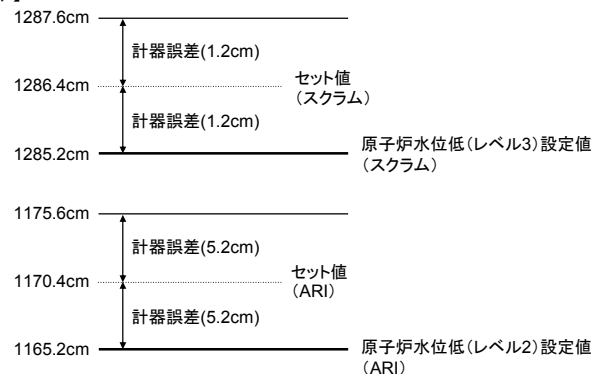 1287.6cm
計器誤差(1.2cm)
1286.4cm
セット値
（スクラム）
計器誤差(1.2cm)
1285.2cm
原子炉水位低（レベル3）設定値
（スクラム）
1175.6cm
計器誤差(5.2cm)
1170.4cm
セット値
（ARI）
計器誤差(5.2cm)
1165.2cm
原子炉水位低（レベル2）設定値
（ARI）